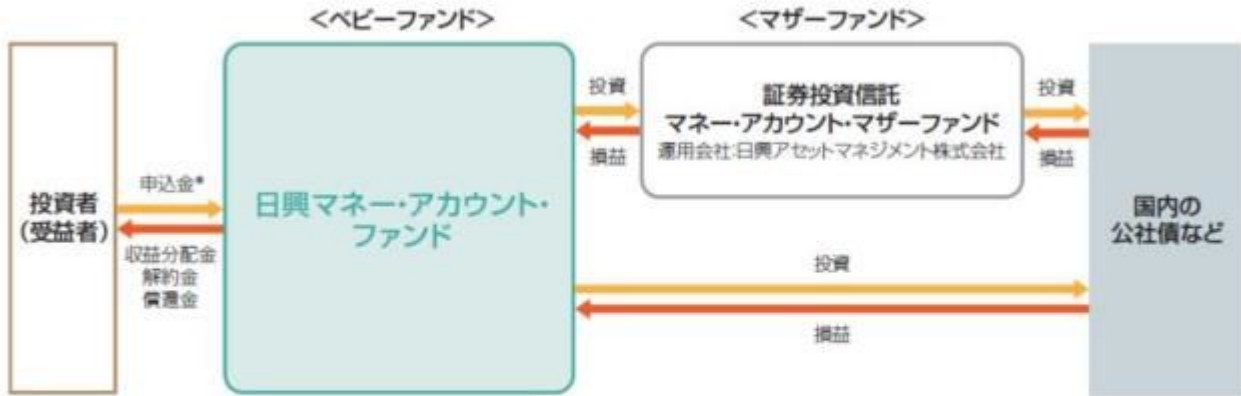 <ベビーファンド>
<マザーファンド>
投資者
(受益者)
申込金*
収益分配金
解約金
償還金
日興マネー・アカウント・
ファンド
投資
損益
証券投資信託
マネー・アカウント・マザーファンド
運用会社:日興アセットマネジメント株式会社
投資
損益
投資
損益
国内の
公社債など